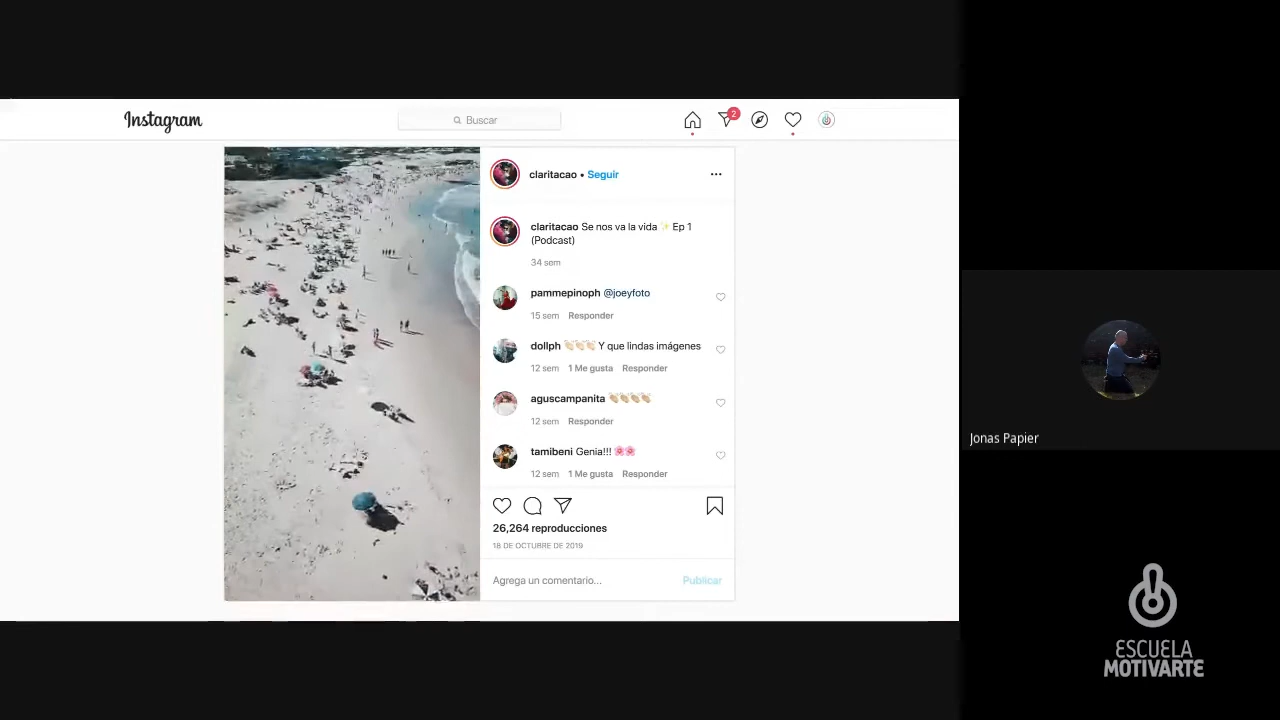 Instagram
Buscar
2
claritacao • Seguir
claritacao Se nos va la vida ✨ Ep 1
(Podcast)
34 sem
pammepinoph @joeyfoto
15 sem Responder
dollph 👏🏻👏🏻👏🏻 Y que lindas imágenes
12 sem 1 Me gusta Responder
aguscampanita 👏🏼👏🏼👏🏼👏🏼
12 sem Responder
tamibeni Genia!!! 🌸🌸
12 sem 1 Me gusta Responder
26,264 reproducciones
18 DE OCTUBRE DE 2019
Agrega un comentario... Publicar
Jonas Papier
ESCUELA
MOTIVARTE